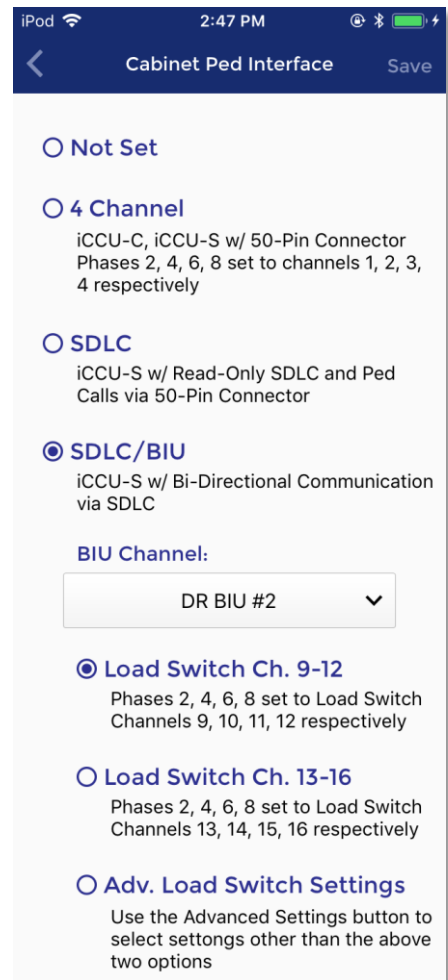 iPod 2:47 PM
Cabinet Ped Interface Save
Not Set
4 Channel
iCCU-C, iCCU-S w/ 50-Pin Connector
Phases 2, 4, 6, 8 set to channels 1, 2, 3,
4 respectively
SDLC
iCCU-S w/ Read-Only SDLC and Ped
Calls via 50-Pin Connector
SDLC/BIU
iCCU-S w/ Bi-Directional Communication
via SDLC
BIU Channel:
DR BIU #2
Load Switch Ch. 9-12
Phases 2, 4, 6, 8 set to Load Switch
Channels 9, 10, 11, 12 respectively
Load Switch Ch. 13-16
Phases 2, 4, 6, 8 set to Load Switch
Channels 13, 14, 15, 16 respectively
Adv. Load Switch Settings
Use the Advanced Settings button to
select settongs other than the above
two options